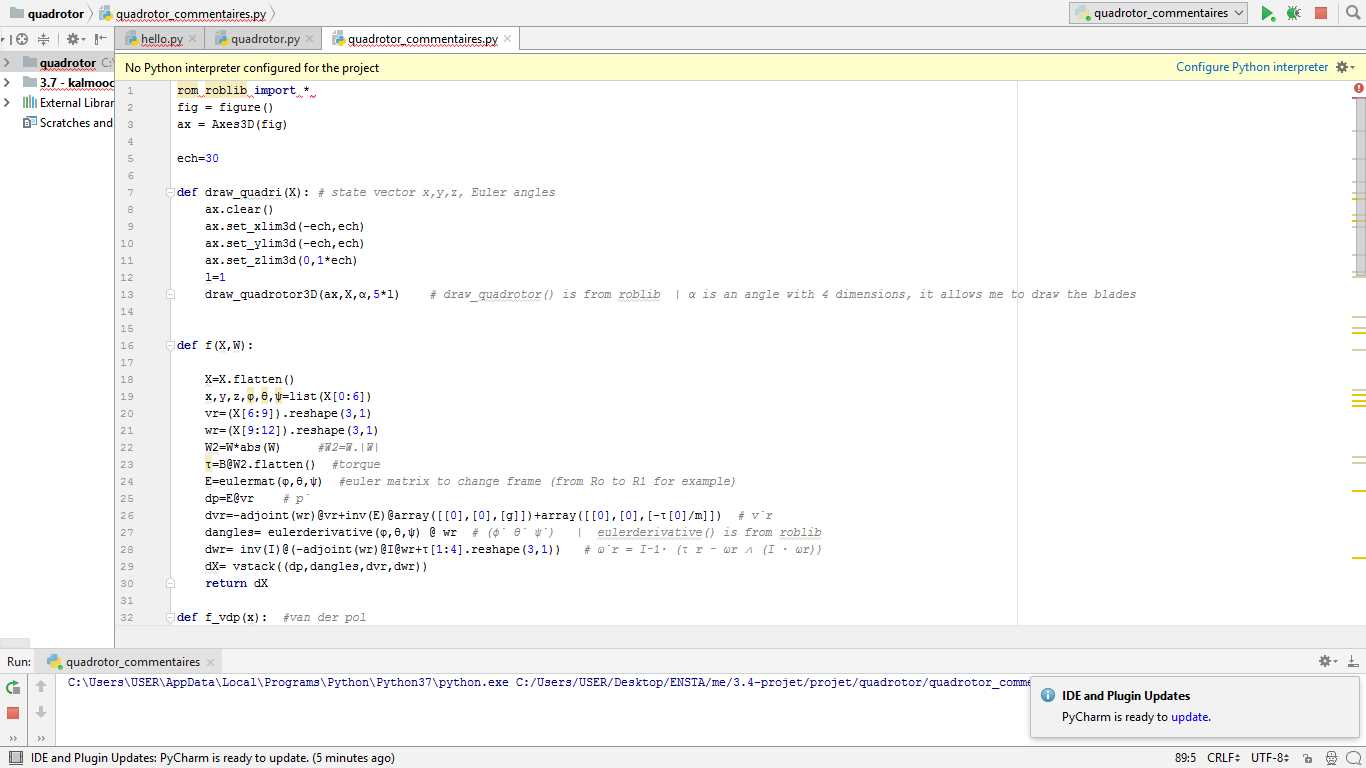 quadrotor quadrotor_commentaires.py quadrotor_commentaires
hello.py quadrotor.py quadrotor_commentaires.py
quadrotor C:\
3.7 - kalmooc
External Librar
Scratches and
No Python interpreter configured for the project Configure Python interpreter
1 rom roblib import *
2 fig = figure()
3 ax = Axes3D(fig)
4
5 ech=30
6
7 def draw_quadri(X): # state vector x,y,z, Euler angles
8 ax.clear()
9 ax.set_xlim3d(-ech,ech)
10 ax.set_ylim3d(-ech,ech)
11 ax.set_zlim3d(0,1*ech)
12 l=1
13 draw_quadrotor3D(ax,X,α,5*l) # draw_quadrotor() is from roblib | α is an angle with 4 dimensions, it allows me to draw the blades
14
15
16 def f(X,W):
17
18 X=X.flatten()
19 x,y,z,φ,θ,ψ=list(X[0:6])
20 vr=(X[6:9]).reshape(3,1)
21 wr=(X[9:12]).reshape(3,1)
22 W2=W*abs(W) #W2=W.|W|
23 τ=B@W2.flatten() #torque
24 E=eulermat(φ,θ,ψ) #euler matrix to change frame (from Ro to R1 for example)
25 dp=E@vr # p˙
26 dvr=-adjoint(wr)@vr+inv(E)@array([[0],[0],[g]])+array([[0],[0],[-τ[0]/m]]) # v˙r
27 dangles= eulerderivative(φ,θ,ψ) @ wr # (φ˙ θ˙ ψ˙) | eulerderivative() is from roblib
28 dwr= inv(I)@(-adjoint(wr)@I@wr+τ[1:4].reshape(3,1)) # ω˙r = I-1· (τ r − ωr ∧ (I · ωr))
29 dX= vstack((dp,dangles,dvr,dwr))
30 return dX
31
32 def f_vdp(x): #van der pol
Run: quadrotor_commentaires
C:\Users\USER\AppData\Local\Programs\Python\Python37\python.exe C:/Users/USER/Desktop/ENSTA/me/3.4-projet/projet/quadrotor/quadrotor_comme
IDE and Plugin Updates
PyCharm is ready to update.
IDE and Plugin Updates: PyCharm is ready to update. (5 minutes ago) 89:5 CRLF UTF-8